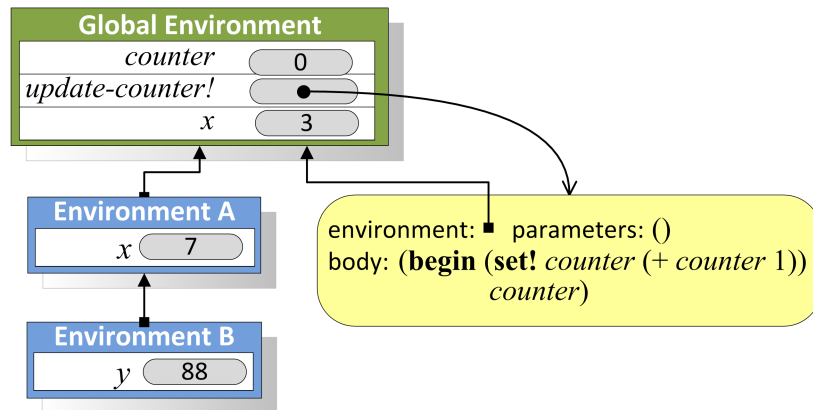 Global Environment
counter 0
update-counter!
x 3
Environment A
x 7
environment: parameters: ()
body: (begin (set! counter (+ counter 1))
counter)
Environment B
y 88